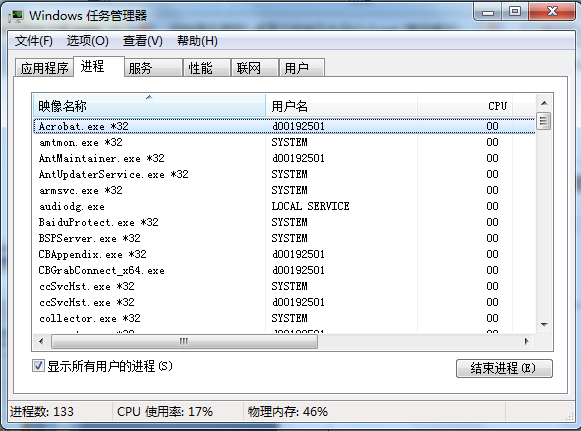 Windows 任务管理器
文件(F) 选项(O) 查看(V) 帮助(H)
应用程序 进程 服务 性能 联网 用户
映像名称 用户名 CPU
Acrobat.exe *32 d00192501 00
amtmon.exe *32 SYSTEM 00
AntMaintainer.exe *32 d00192501 00
AntUpdaterService.exe *32 SYSTEM 00
armsvc.exe *32 SYSTEM 00
audiodg.exe LOCAL SERVICE 00
BaiduProtect.exe *32 SYSTEM 00
BSPServer.exe *32 SYSTEM 00
CBAppendix.exe *32 d00192501 00
CBGrabConnect_x64.exe d00192501 00
ccSvcHst.exe *32 SYSTEM 00
ccSvcHst.exe *32 d00192501 00
collector.exe *32 SYSTEM 00
显示所有用户的进程(S) 结束进程(E)
进程数: 133 CPU 使用率: 17% 物理内存: 46%